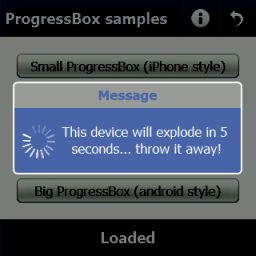 ProgressBox samples
Small ProgressBox (iPhone style)
Message
This device will explode in 5
seconds... throw it away!
Big ProgressBox (android style)
Loaded